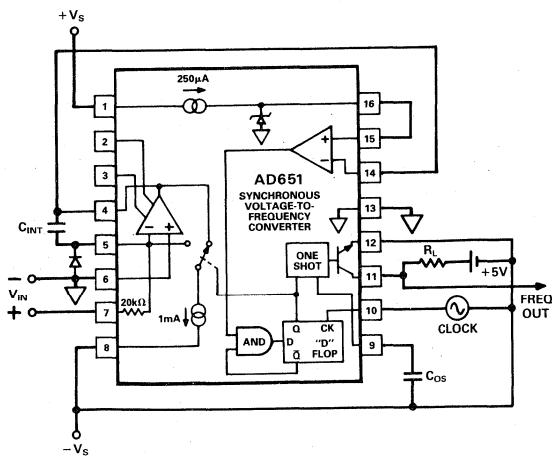 +VS
250μA
1
2
3
4
5
6
7
8
16
15
14
13
12
11
10
9
+
−
AD651
SYNCHRONOUS
VOLTAGE-TO-
FREQUENCY
CONVERTER
CINT
−
VIN
+
−
+
20kΩ
1mA
ONE
SHOT
AND
Q
CK
D
"D"
Q̅
FLOP
RL
+5V
FREQ
OUT
CLOCK
COS
−VS